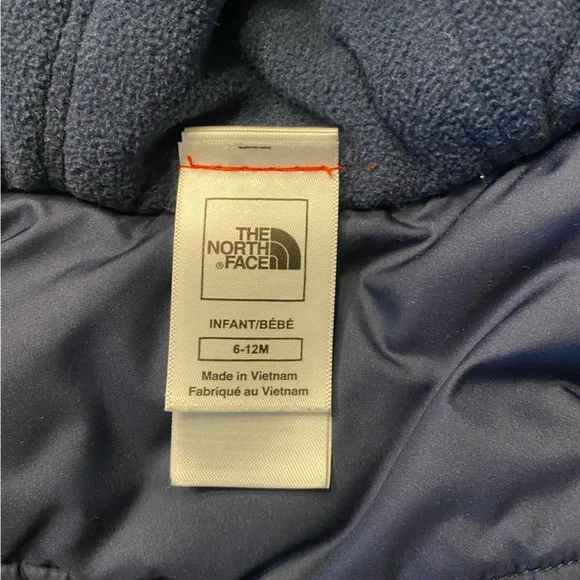 THE
NORTH
®FACE
INFANT/BÉBÉ
6-12M
Made in Vietnam
Fabriqué au Vietnam